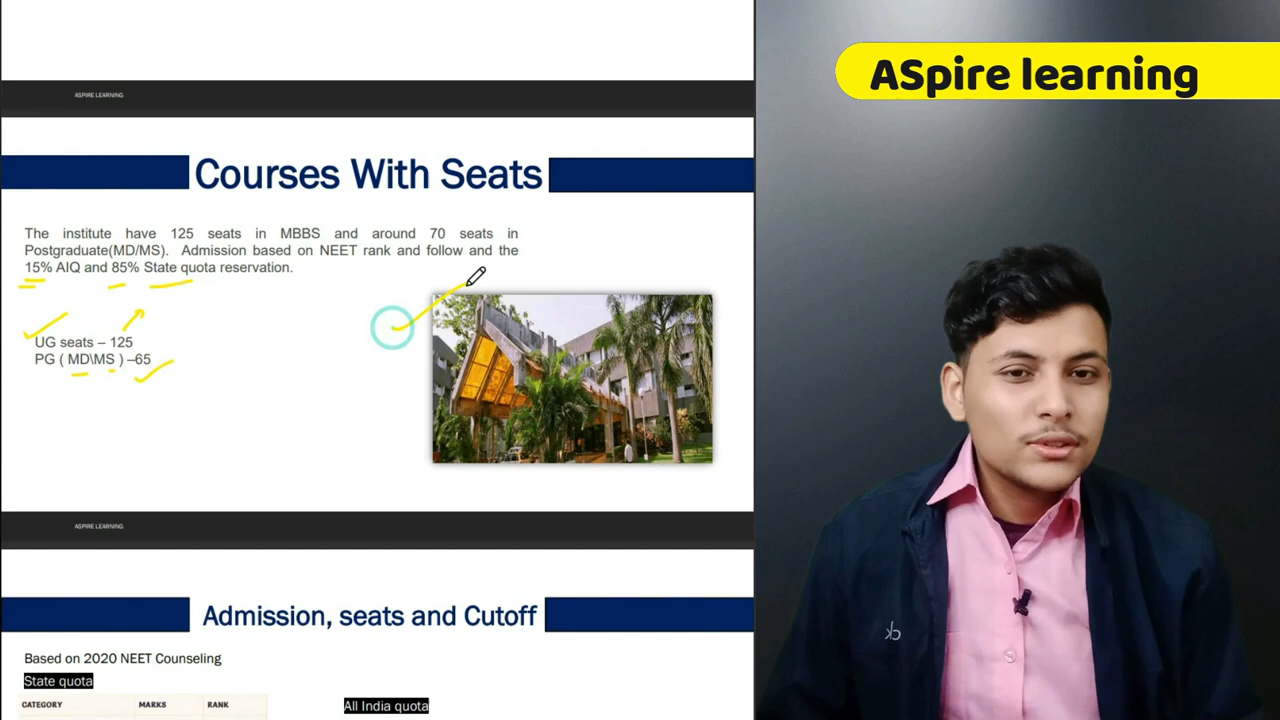 ASpire learning
ASPIRE LEARNING
Courses With Seats
The institute have 125 seats in MBBS and around 70 seats in
Postgraduate(MD/MS). Admission based on NEET rank and follow and the
15% AIQ and 85% State quota reservation.
UG seats – 125
PG ( MD\MS ) –65
ASPIRE LEARNING
Admission, seats and Cutoff
Based on 2020 NEET Counseling
State quota
CATEGORY MARKS RANK
All India quota